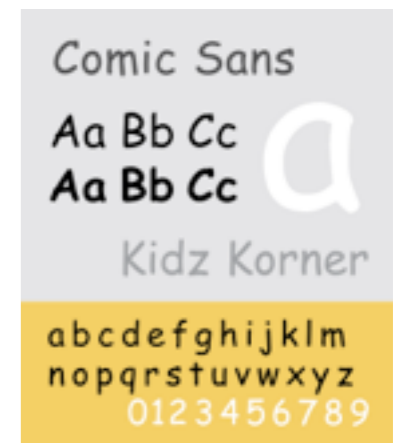 Comic Sans
Aa Bb Cc
Aa Bb Cc
a
Kidz Korner
abcdefghijklm
nopqrstuvwxyz
0123456789